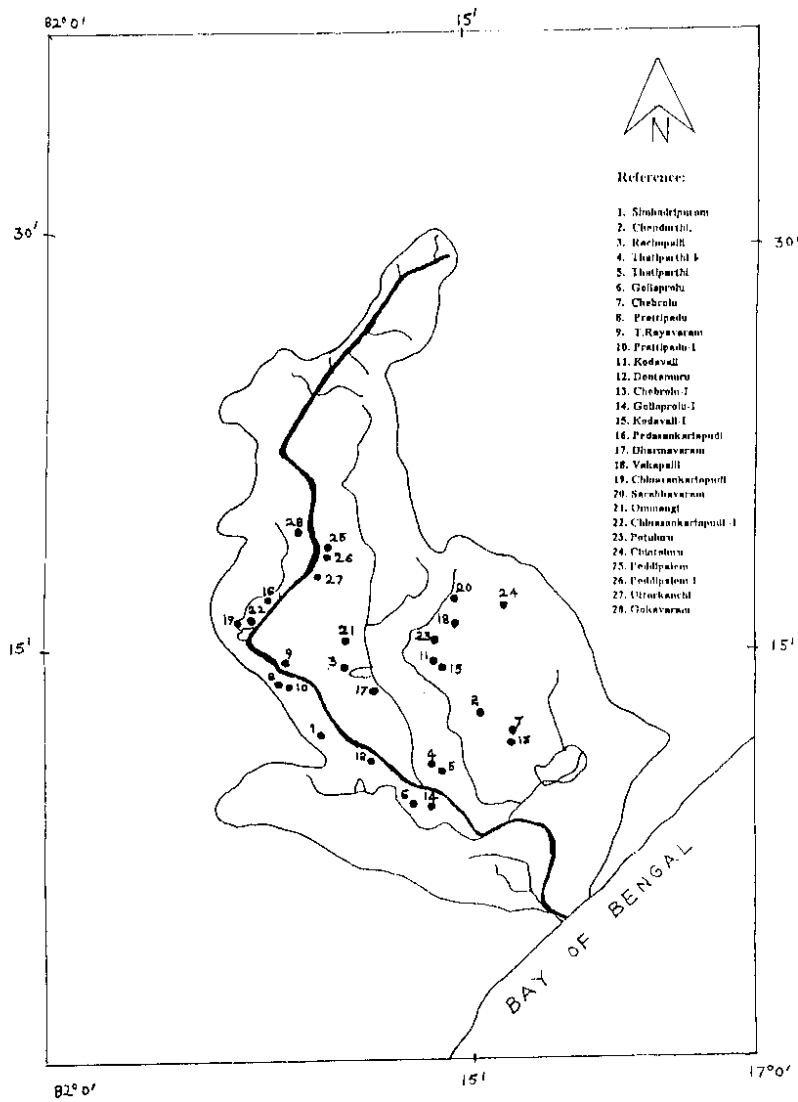 82° 0'
15'
N
Reference:
1. Simhadripuram
2. Chendurthi.
3. Rachapalli
4. Thatiparthi-I
5. Thatiparthi
6. Gollaprolu
7. Chebrolu
8. Prattipadu
9. T.Rayavaram
10. Prattipadu-I
11. Kodavali
12. Dontamuru
13. Chebrolu-I
14. Gollaprolu-I
15. Kodavali-I
16. Pedasankarlapudi
17. Dharmavaram
18. Vakapalli
19. Chinasankarlapudi
20. Sarabhavaram
21. Ommangi
22. Chinasankarlapudi -I
23. Potuluru
24. Chintaluru
25. Peddipalem
26. Peddipalem-I
27. Uttarkanchi
28. Gokavaram
30'
30'
28
25
26
27
16
20
24
19
22
18
15'
21
23
15'
9
3
11
15
8
10
17
2
1
7
13
12
4
5
6
14
BAY OF BENGAL
82° 0'
15'
17° 0'